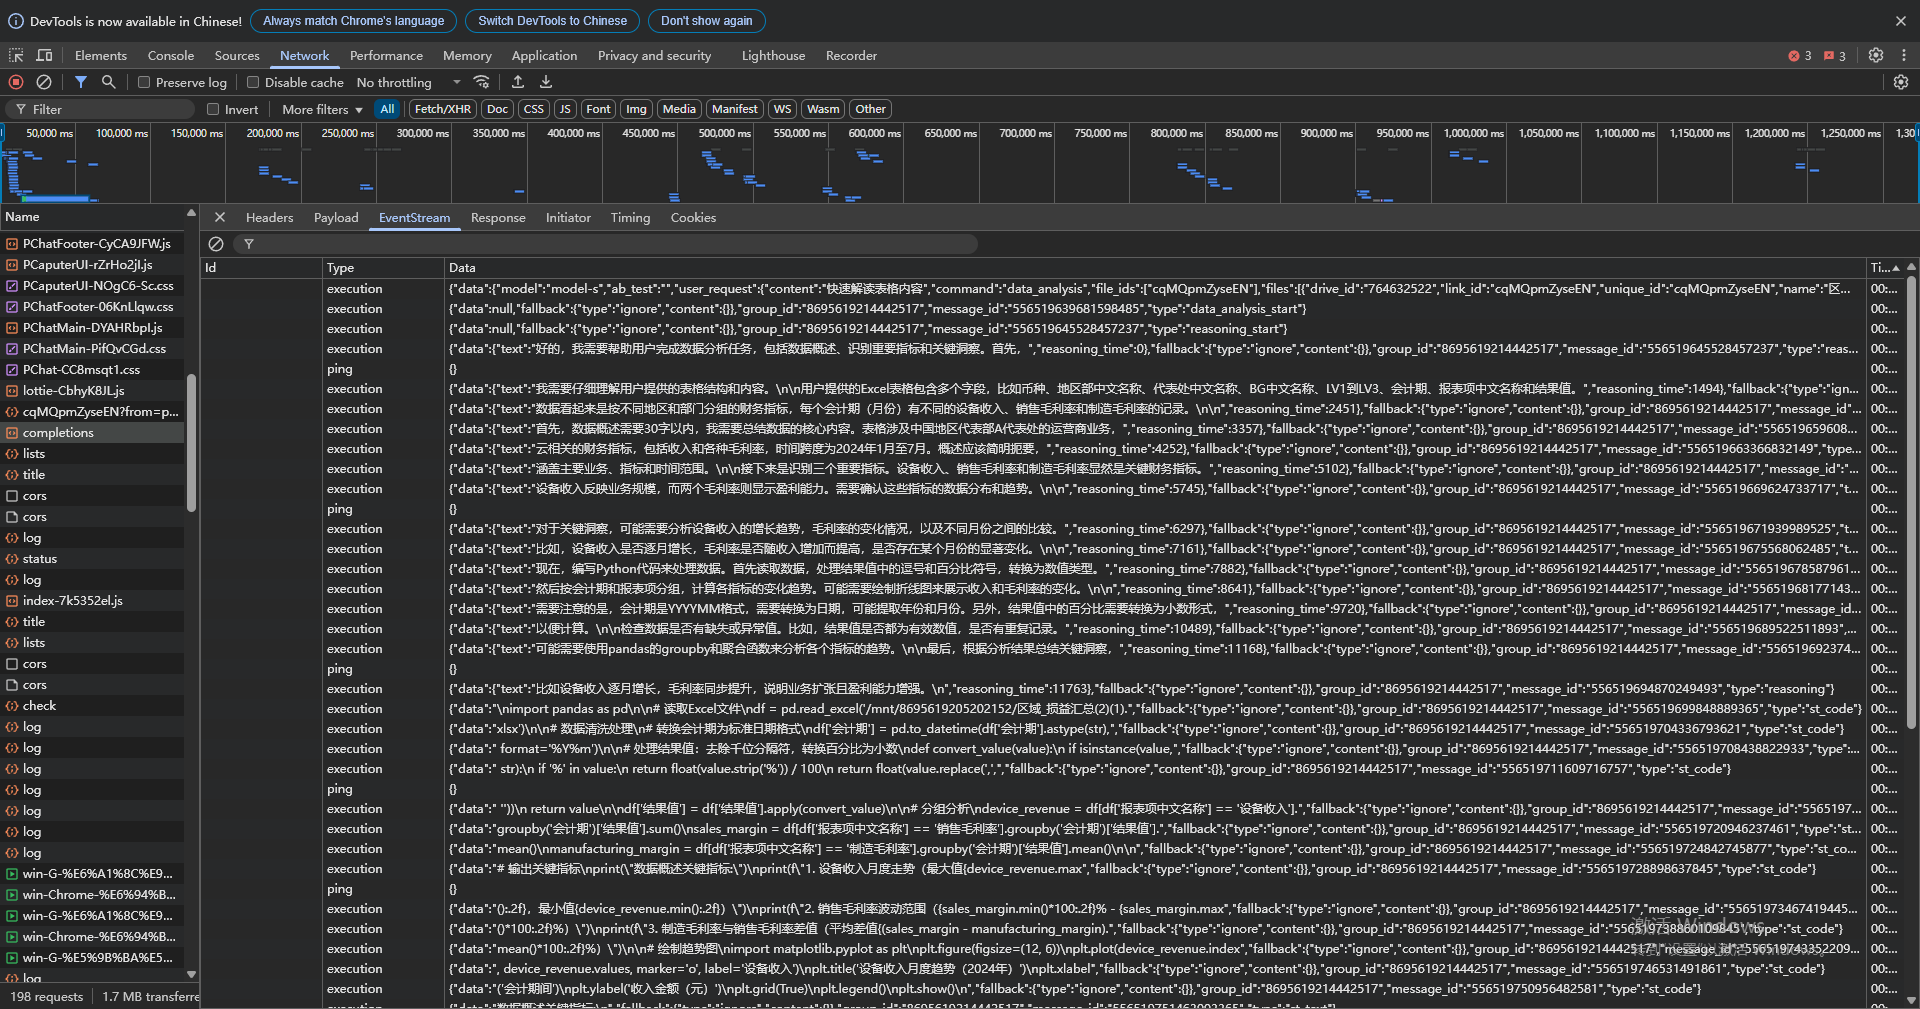 DevTools is now available in Chinese! Always match Chrome's language Switch DevTools to Chinese Don't show again
Elements Console Sources Network Performance Memory Application Privacy and security Lighthouse Recorder 3 3
Preserve log Disable cache No throttling
Filter Invert More filters All Fetch/XHR Doc CSS JS Font Img Media Manifest WS Wasm Other
50,000 ms 100,000 ms 150,000 ms 200,000 ms 250,000 ms 300,000 ms 350,000 ms 400,000 ms 450,000 ms 500,000 ms 550,000 ms 600,000 ms 650,000 ms 700,000 ms 750,000 ms 800,000 ms 850,000 ms 900,000 ms 950,000 ms 1,000,000 ms 1,050,000 ms 1,100,000 ms 1,150,000 ms 1,200,000 ms 1,250,000 ms 1,30
Name
PChatFooter-CyCA9JFW.js
PCaputerUI-rZrHo2jI.js
PCaputerUI-NOgC6-Sc.css
PChatFooter-06KnLlqw.css
PChatMain-DYAHRbpI.js
PChatMain-PifQvCGd.css
PChat-CC8msqt1.css
lottie-CbhyK8JL.js
cqMQpmZyseEN?from=p...
completions
lists
title
cors
cors
log
status
log
index-7k5352el.js
title
lists
cors
cors
check
log
log
log
log
log
log
log
win-G-%E6%A1%8C%E9...
win-Chrome-%E6%94%B...
win-G-%E6%A1%8C%E9...
win-Chrome-%E6%94%B...
win-G-%E5%9B%BA%E5...
log
198 requests 1.7 MB transferre
Headers Payload EventStream Response Initiator Timing Cookies
Id Type Data Ti...
execution {"data":{"model":"model-s","ab_test":"","user_request":{"content":"快速解读表格内容","command":"data_analysis","file_ids":["cqMQpmZyseEN"],"files":[{"drive_id":"764632522","link_id":"cqMQpmZyseEN","unique_id":"cqMQpmZyseEN","name":"区... 00:...
execution {"data":null,"fallback":{"type":"ignore","content":{}},"group_id":"8695619214442517","message_id":"556519639681598485","type":"data_analysis_start"} 00:...
execution {"data":null,"fallback":{"type":"ignore","content":{}},"group_id":"8695619214442517","message_id":"556519645528457237","type":"reasoning_start"} 00:...
execution {"data":{"text":"好的，我需要帮助用户完成数据分析任务，包括数据概述、识别重要指标和关键洞察。首先，","reasoning_time":0},"fallback":{"type":"ignore","content":{}},"group_id":"8695619214442517","message_id":"556519645528457237","type":"reas... 00:...
ping {} 00:...
execution {"data":{"text":"我需要仔细理解用户提供的表格结构和内容。\n\n用户提供的Excel表格包含多个字段，比如币种、地区部中文名称、代表处中文名称、BG中文名称、LV1到LV3、会计期、报表项中文名称和结果值。","reasoning_time":1494},"fallback":{"type":"ign... 00:...
execution {"data":{"text":"数据看起来是按不同地区和部门分组的财务指标，每个会计期（月份）有不同的设备收入、销售毛利率和制造毛利率的记录。\n\n","reasoning_time":2451},"fallback":{"type":"ignore","content":{}},"group_id":"8695619214442517","message_id":... 00:...
execution {"data":{"text":"首先，数据概述需要30字以内，我需要总结数据的核心内容。表格涉及中国地区代表部A代表处的运营商业务，","reasoning_time":3357},"fallback":{"type":"ignore","content":{}},"group_id":"8695619214442517","message_id":"556519659608... 00:...
execution {"data":{"text":"云相关的财务指标，包括收入和各种毛利率，时间跨度为2024年1月至7月。概述应该简明扼要，","reasoning_time":4252},"fallback":{"type":"ignore","content":{}},"group_id":"8695619214442517","message_id":"556519663366832149","type... 00:...
execution {"data":{"text":"涵盖主要业务、指标和时间范围。\n\n接下来是识别三个重要指标。设备收入、销售毛利率和制造毛利率显然是关键财务指标。","reasoning_time":5102},"fallback":{"type":"ignore","content":{}},"group_id":"8695619214442517","message_id":"... 00:...
execution {"data":{"text":"设备收入反映业务规模，而两个毛利率则显示盈利能力。需要确认这些指标的数据分布和趋势。\n\n","reasoning_time":5745},"fallback":{"type":"ignore","content":{}},"group_id":"8695619214442517","message_id":"556519669624733717","t... 00:...
ping {} 00:...
execution {"data":{"text":"对于关键洞察，可能需要分析设备收入的增长趋势，毛利率的变化情况，以及不同月份之间的比较。","reasoning_time":6297},"fallback":{"type":"ignore","content":{}},"group_id":"8695619214442517","message_id":"556519671939989525","t... 00:...
execution {"data":{"text":"比如，设备收入是否逐月增长，毛利率是否随收入增加而提高，是否存在某个月份的显著变化。\n\n","reasoning_time":7161},"fallback":{"type":"ignore","content":{}},"group_id":"8695619214442517","message_id":"556519675568062485","t... 00:...
execution {"data":{"text":"现在，编写Python代码来处理数据。首先读取数据，处理结果值中的逗号和百分比符号，转换为数值类型。","reasoning_time":7882},"fallback":{"type":"ignore","content":{}},"group_id":"8695619214442517","message_id":"556519678587961... 00:...
execution {"data":{"text":"然后按会计期和报表项分组，计算各指标的变化趋势。可能需要绘制折线图来展示收入和毛利率的变化。\n\n","reasoning_time":8641},"fallback":{"type":"ignore","content":{}},"group_id":"8695619214442517","message_id":"55651968177143... 00:...
execution {"data":{"text":"需要注意的是，会计期是YYYYMM格式，需要转换为日期，可能提取年份和月份。另外，结果值中的百分比需要转换为小数形式，","reasoning_time":9720},"fallback":{"type":"ignore","content":{}},"group_id":"8695619214442517","message_id... 00:...
execution {"data":{"text":"以便计算。\n\n检查数据是否有缺失或异常值。比如，结果值是否都为有效数值，是否有重复记录。","reasoning_time":10489},"fallback":{"type":"ignore","content":{}},"group_id":"8695619214442517","message_id":"556519689522511893",... 00:...
execution {"data":{"text":"可能需要使用pandas的groupby和聚合函数来分析各个指标的趋势。\n\n最后，根据分析结果总结关键洞察，","reasoning_time":11168},"fallback":{"type":"ignore","content":{}},"group_id":"8695619214442517","message_id":"556519692374... 00:...
ping {} 00:...
execution {"data":{"text":"比如设备收入逐月增长，毛利率同步提升，说明业务扩张且盈利能力增强。\n","reasoning_time":11763},"fallback":{"type":"ignore","content":{}},"group_id":"8695619214442517","message_id":"556519694870249493","type":"reasoning"} 00:...
execution {"data":"\nimport pandas as pd\n\n# 读取Excel文件\ndf = pd.read_excel('/mnt/8695619205202152/区域_损益汇总(2)(1).","fallback":{"type":"ignore","content":{}},"group_id":"8695619214442517","message_id":"556519699848889365","type":"st_code"} 00:...
execution {"data":"xlsx')\n\n# 数据清洗处理\n# 转换会计期为标准日期格式\ndf['会计期'] = pd.to_datetime(df['会计期'].astype(str),","fallback":{"type":"ignore","content":{}},"group_id":"8695619214442517","message_id":"556519704336793621","type":"st_code"} 00:...
execution {"data":" format='%Y%m')\n\n# 处理结果值：去除千位分隔符，转换百分比为小数\ndef convert_value(value):\n if isinstance(value,","fallback":{"type":"ignore","content":{}},"group_id":"8695619214442517","message_id":"556519708438822933","type":... 00:...
execution {"data":" str):\n if '%' in value:\n return float(value.strip('%')) / 100\n return float(value.replace(',',","fallback":{"type":"ignore","content":{}},"group_id":"8695619214442517","message_id":"556519711609716757","type":"st_code"} 00:...
ping {} 00:...
execution {"data":" ''))\n return value\n\ndf['结果值'] = df['结果值'].apply(convert_value)\n\n# 分组分析\ndevice_revenue = df[df['报表项中文名称'] == '设备收入'].","fallback":{"type":"ignore","content":{}},"group_id":"8695619214442517","message_id":"5565197... 00:...
execution {"data":"groupby('会计期')['结果值'].sum()\nsales_margin = df[df['报表项中文名称'] == '销售毛利率'].groupby('会计期')['结果值'].","fallback":{"type":"ignore","content":{}},"group_id":"8695619214442517","message_id":"556519720946237461","type":"st... 00:...
execution {"data":"mean()\nmanufacturing_margin = df[df['报表项中文名称'] == '制造毛利率'].groupby('会计期')['结果值'].mean()\n\n","fallback":{"type":"ignore","content":{}},"group_id":"8695619214442517","message_id":"556519724842745877","type":"st_co... 00:...
execution {"data":"# 输出关键指标\nprint(\"数据概述关键指标:\")\nprint(f\"1. 设备收入月度走势（最大值{device_revenue.max","fallback":{"type":"ignore","content":{}},"group_id":"8695619214442517","message_id":"556519728898637845","type":"st_code"} 00:...
ping {} 00:...
execution {"data":"():.2f}，最小值{device_revenue.min():.2f}）\")\nprint(f\"2. 销售毛利率波动范围（{sales_margin.min()*100:.2f}% - {sales_margin.max","fallback":{"type":"ignore","content":{}},"group_id":"8695619214442517","message_id":"55651973467419445... 00:...
execution {"data":"()*100:.2f}%）\")\nprint(f\"3. 制造毛利率与销售毛利率差值（平均差值{(sales_margin - manufacturing_margin).","fallback":{"type":"ignore","content":{}},"group_id":"8695619214442517","message_id":"","type":"st_code"} 00:...
execution {"data":"mean()*100:.2f}%）\")\n\n# 绘制趋势图\nimport matplotlib.pyplot as plt\nplt.figure(figsize=(12, 6))\nplt.plot(device_revenue.index","fallback":{"type":"ignore","content":{}},"group_id":"8695619214442517","message_id":"556519743352209... 00:...
execution {"data":", device_revenue.values, marker='o', label='设备收入')\nplt.title('设备收入月度趋势（2024年）')\nplt.xlabel","fallback":{"type":"ignore","content":{}},"group_id":"8695619214442517","message_id":"556519746531491861","type":"st_code"} 00:...
execution {"data":"('会计期间')\nplt.ylabel('收入金额（元）')\nplt.grid(True)\nplt.legend()\nplt.show()\n","fallback":{"type":"ignore","content":{}},"group_id":"8695619214442517","message_id":"556519750956482581","type":"st_code"} 00:...
激活 Windows
转到"设置"以激活 Windows。